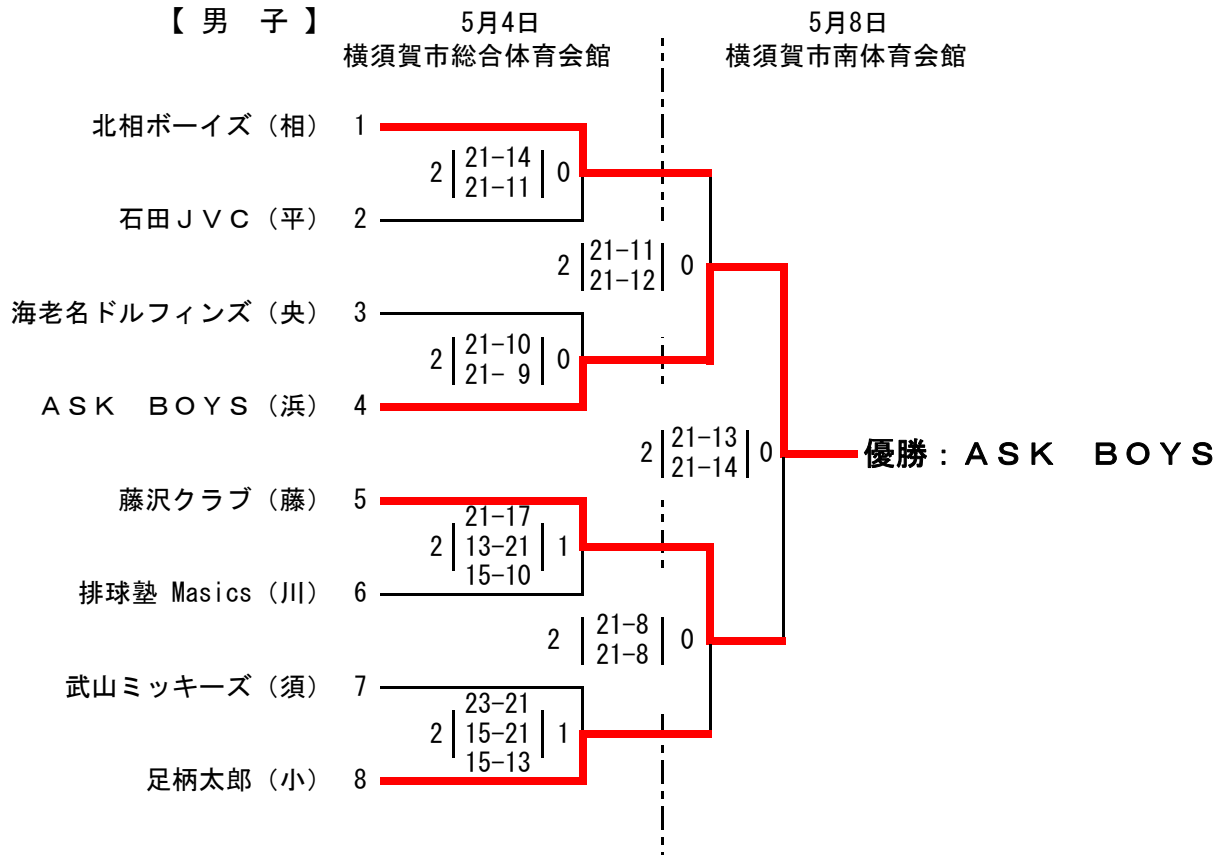 【 男　子 】
5月4日
横須賀市総合体育会館
5月8日
横須賀市南体育会館
北相ボーイズ（相）　1
2 21-14 0
21-11
石田ＪＶＣ（平）　2
2 21-11 0
21-12
海老名ドルフィンズ（央）　3
2 21-10 0
21- 9
ＡＳＫ　ＢＯＹＳ（浜）　4
2 21-13 0
21-14
優勝：ＡＳＫ　ＢＯＹＳ
藤沢クラブ（藤）　5
21-17
2 13-21 1
15-10
排球塾 Masics（川）　6
2 21-8 0
21-8
武山ミッキーズ（須）　7
23-21
2 15-21 1
15-13
足柄太郎（小）　8